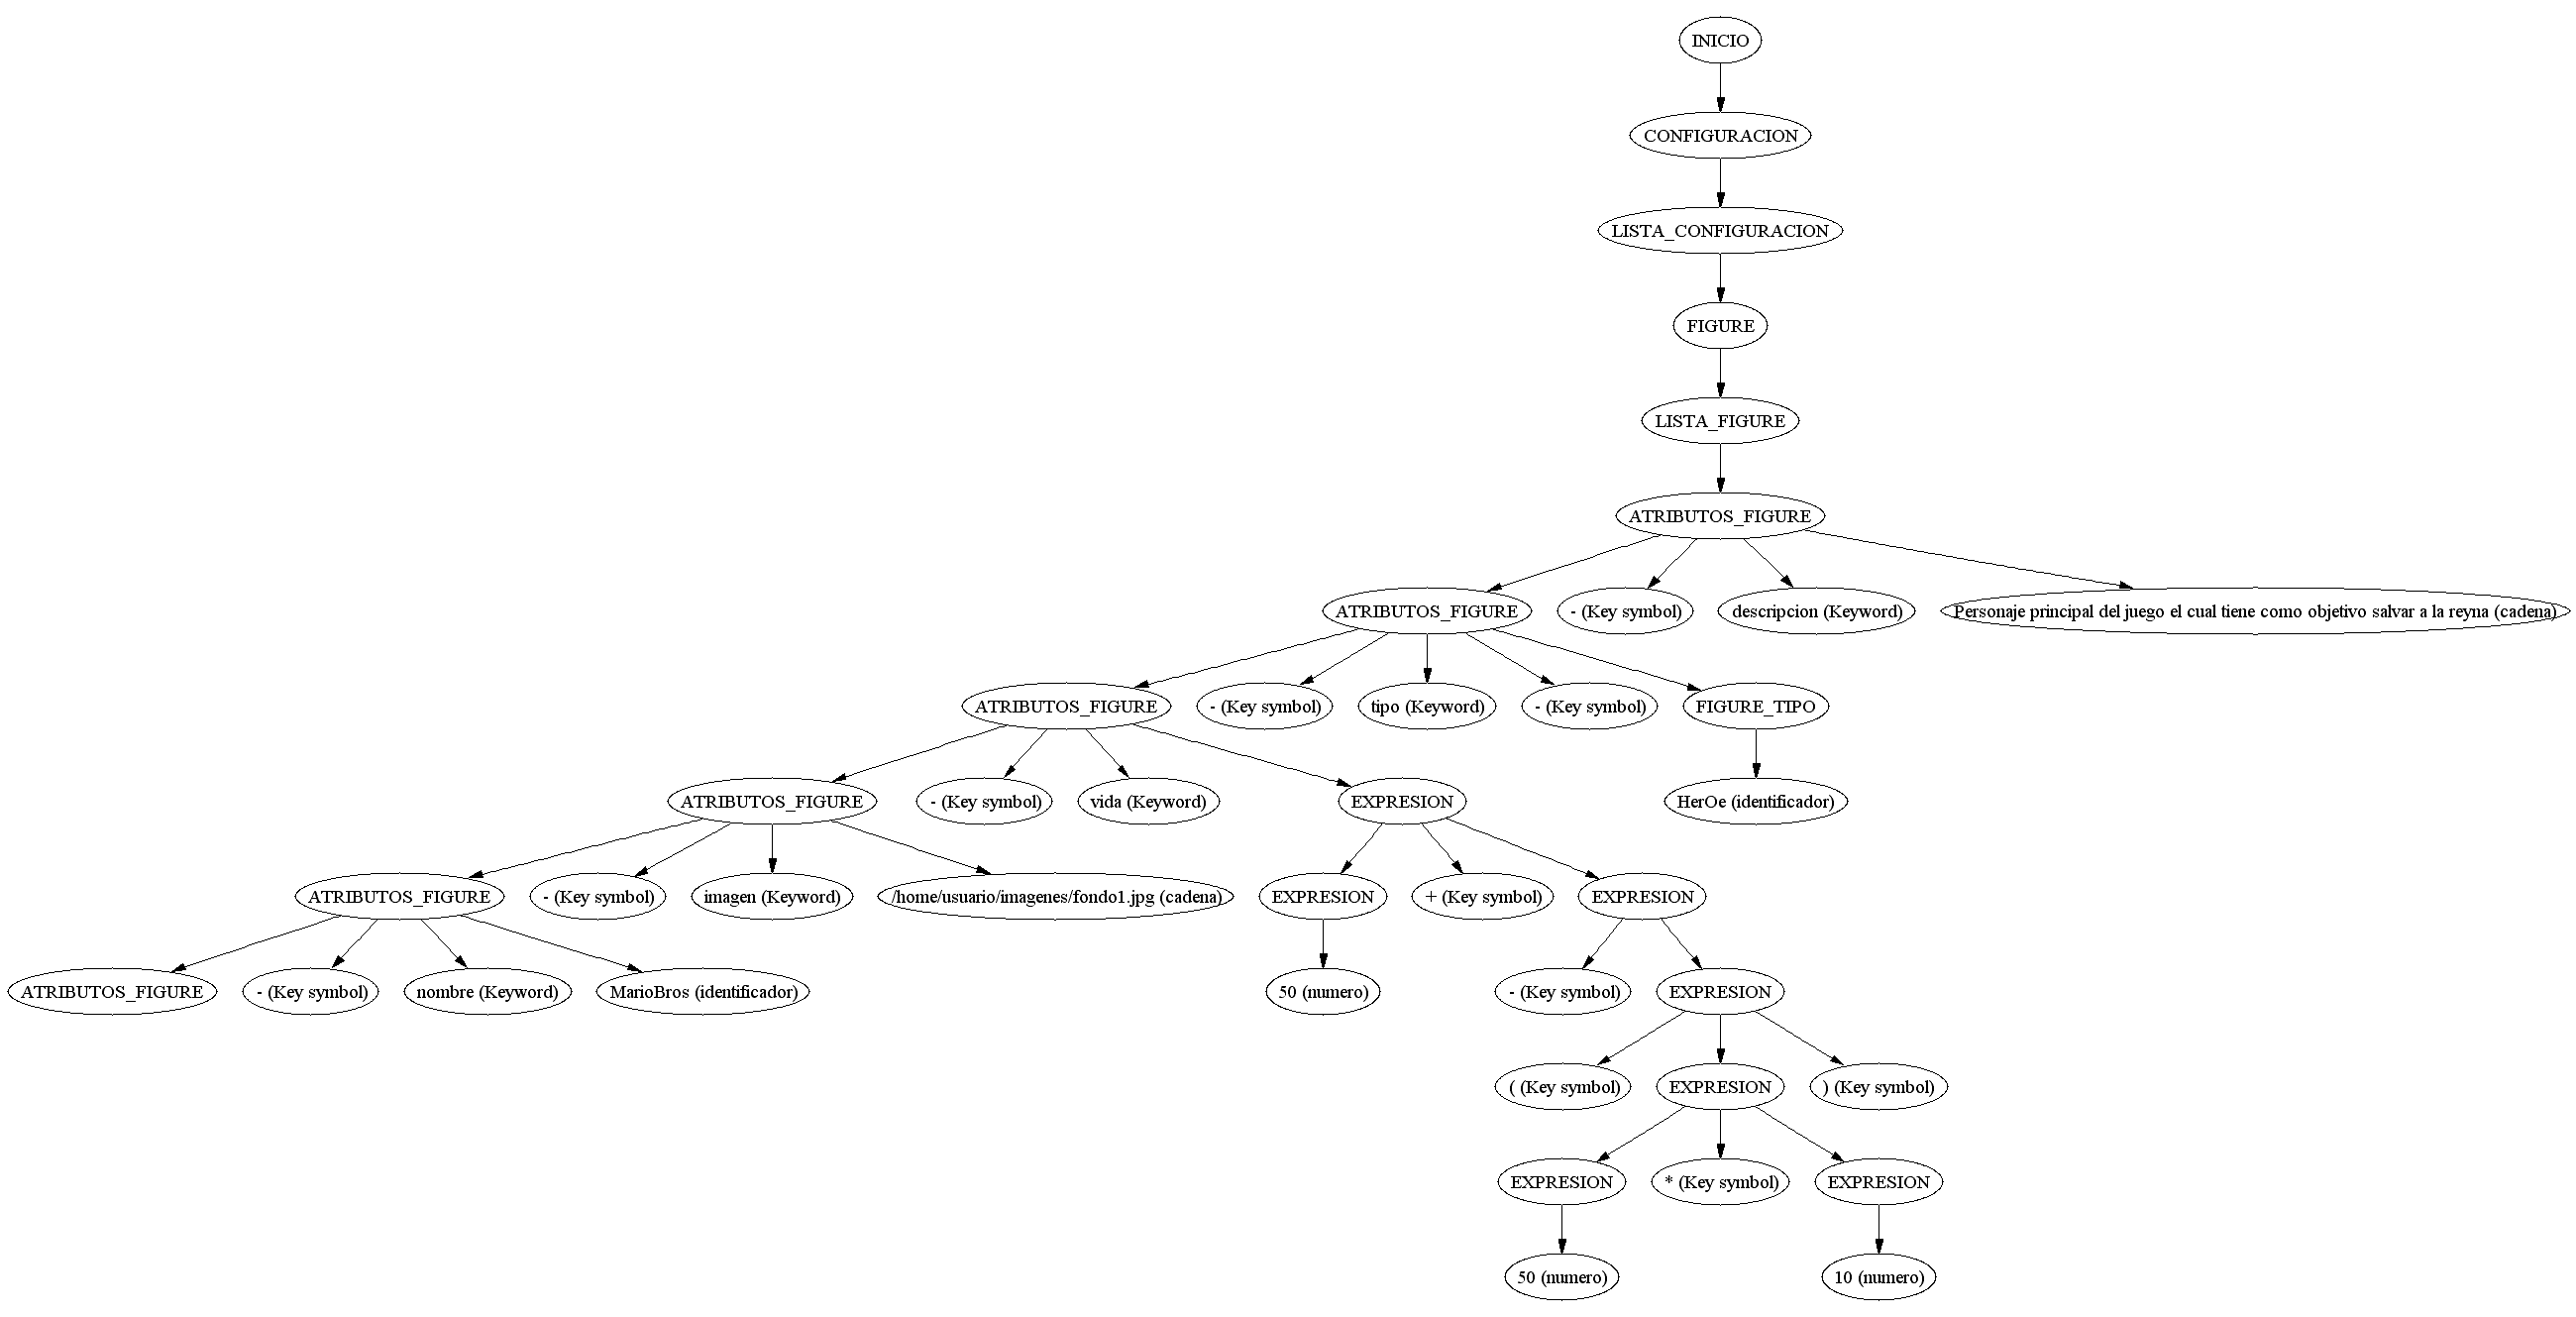 INICIO
CONFIGURACION
LISTA_CONFIGURACION
FIGURE
LISTA_FIGURE
ATRIBUTOS_FIGURE
ATRIBUTOS_FIGURE
- (Key symbol)
descripcion (Keyword)
Personaje principal del juego el cual tiene como objetivo salvar a la reyna (cadena)
ATRIBUTOS_FIGURE
- (Key symbol)
tipo (Keyword)
- (Key symbol)
FIGURE_TIPO
ATRIBUTOS_FIGURE
- (Key symbol)
vida (Keyword)
EXPRESION
HerOe (identificador)
ATRIBUTOS_FIGURE
- (Key symbol)
imagen (Keyword)
/home/usuario/imagenes/fondo1.jpg (cadena)
EXPRESION
+ (Key symbol)
EXPRESION
ATRIBUTOS_FIGURE
- (Key symbol)
nombre (Keyword)
MarioBros (identificador)
50 (numero)
- (Key symbol)
EXPRESION
( (Key symbol)
EXPRESION
) (Key symbol)
EXPRESION
* (Key symbol)
EXPRESION
50 (numero)
10 (numero)